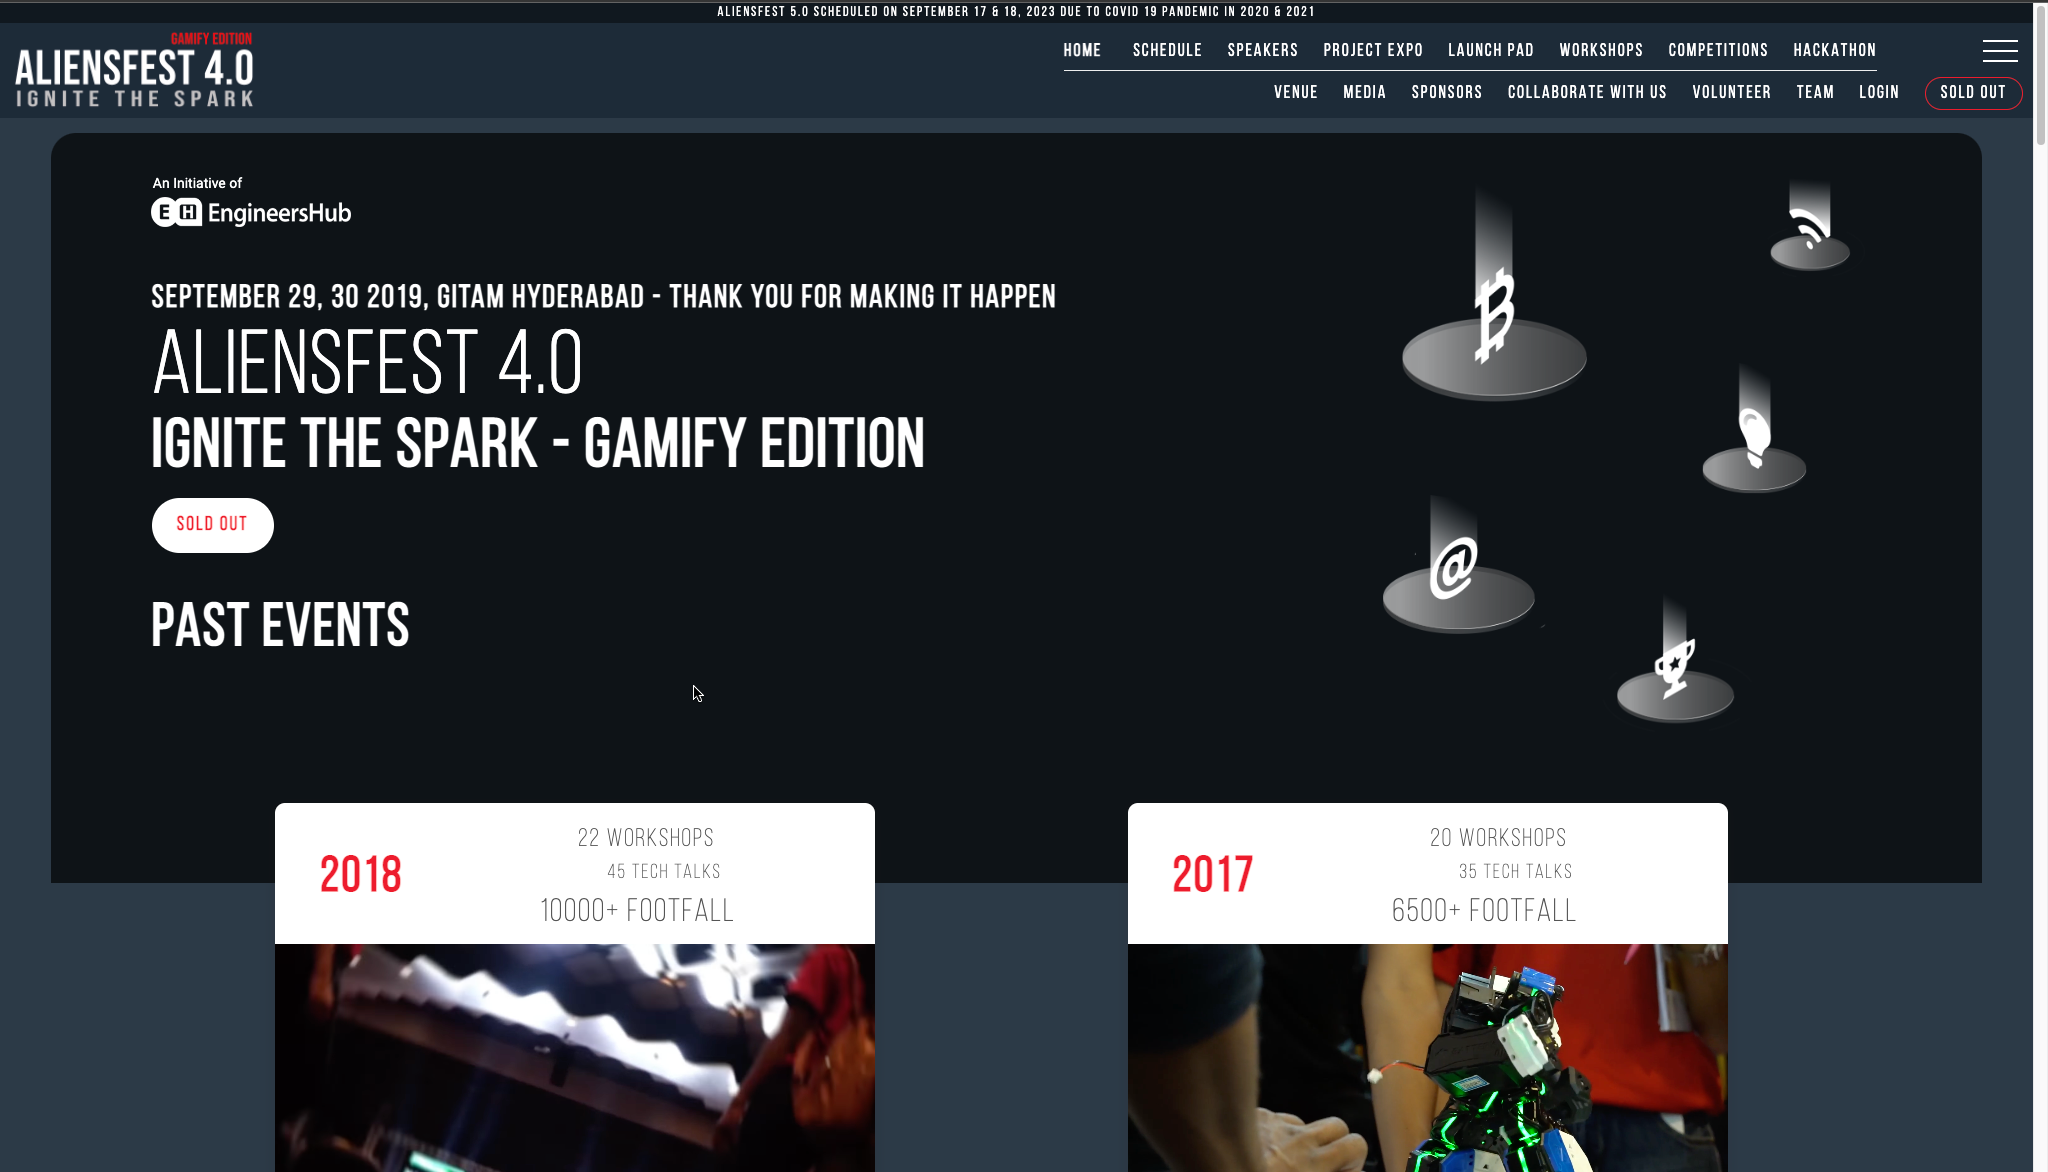 ALIENSFEST 5.0 SCHEDULED ON SEPTEMBER 17 & 18, 2023 DUE TO COVID 19 PANDEMIC IN 2020 & 2021
GAMIFY EDITION
ALIENSFEST 4.0
IGNITE THE SPARK
HOME SCHEDULE SPEAKERS PROJECT EXPO LAUNCH PAD WORKSHOPS COMPETITIONS HACKATHON
VENUE MEDIA SPONSORS COLLABORATE WITH US VOLUNTEER TEAM LOGIN SOLD OUT
An Initiative of
EH EngineersHub
SEPTEMBER 29, 30 2019, GITAM HYDERABAD - THANK YOU FOR MAKING IT HAPPEN
ALIENSFEST 4.0
IGNITE THE SPARK - GAMIFY EDITION
SOLD OUT
PAST EVENTS
2018
22 WORKSHOPS
45 TECH TALKS
10000+ FOOTFALL
2017
20 WORKSHOPS
35 TECH TALKS
6500+ FOOTFALL